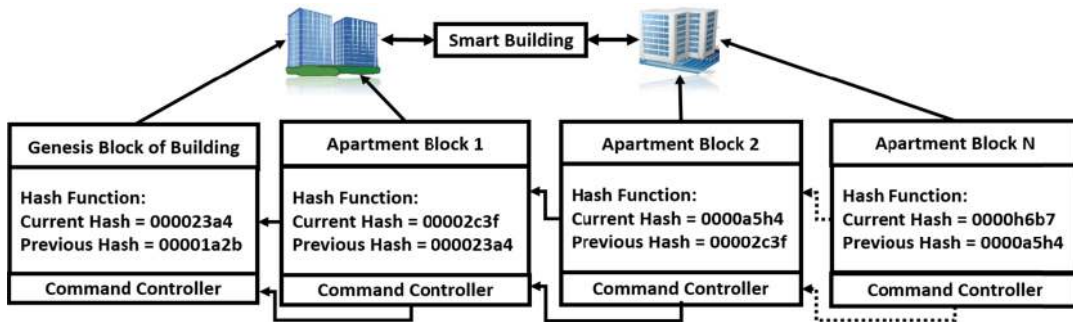 Smart Building
Genesis Block of Building
Hash Function:
Current Hash = 000023a4
Previous Hash = 00001a2b
Command Controller
Apartment Block 1
Hash Function:
Current Hash = 00002c3f
Previous Hash = 000023a4
Command Controller
Apartment Block 2
Hash Function:
Current Hash = 0000a5h4
Previous Hash = 00002c3f
Command Controller
Apartment Block N
Hash Function:
Current Hash = 0000h6b7
Previous Hash = 0000a5h4
Command Controller